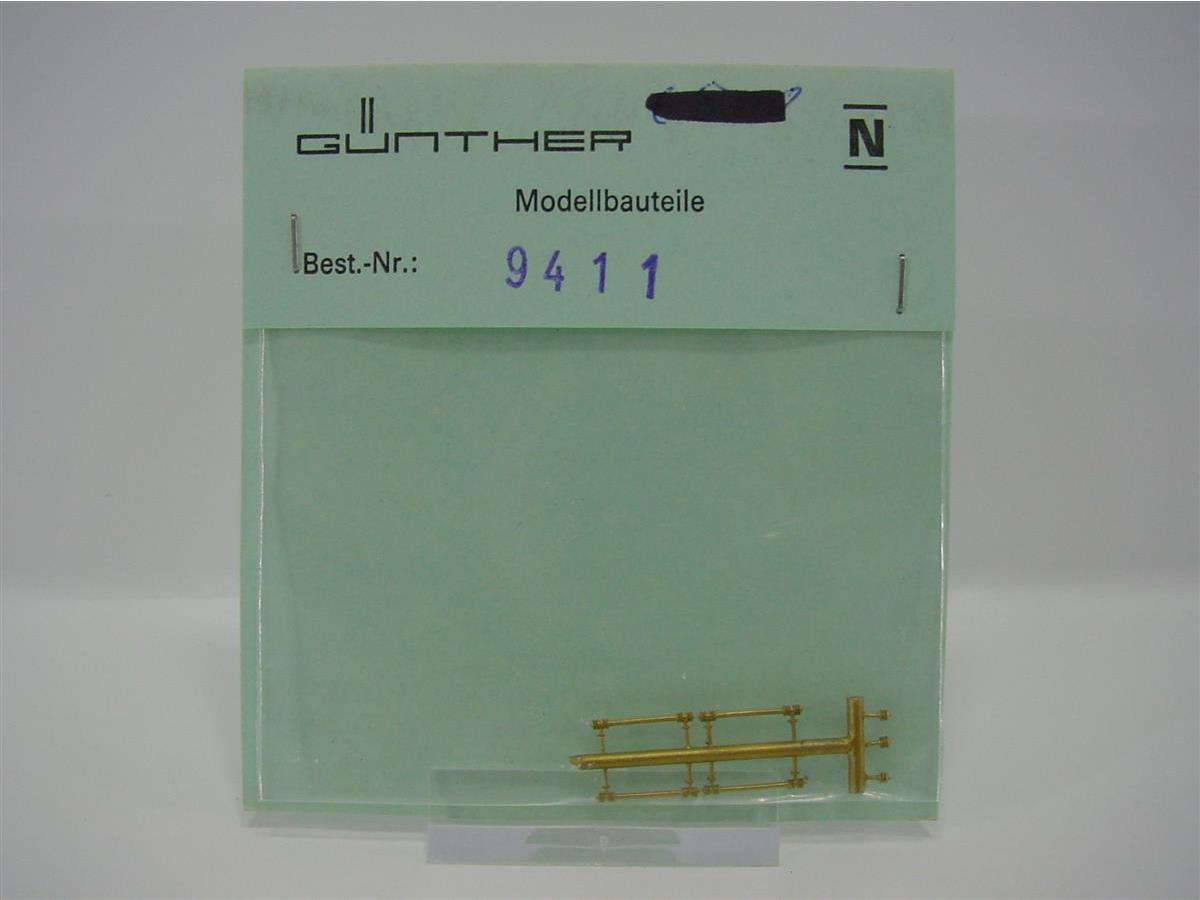 GÜNTHER
N
Modellbauteile
Best.-Nr.: 9411